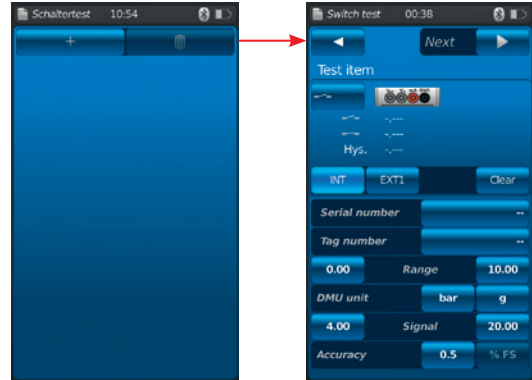 Schaltertest 10:54
+
Switch test 00:38
Next
Test item
-.---
-.---
Hys. -.---
INT EXT1 Clear
Serial number --
Tag number --
0.00 Range 10.00
DMU unit bar g
4.00 Signal 20.00
Accuracy 0.5 % FS